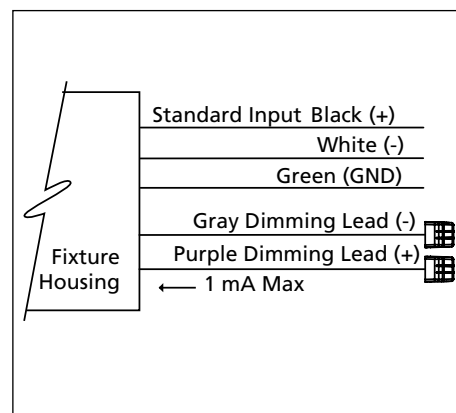 Standard Input Black (+)
White (-)
Green (GND)
Gray Dimming Lead (-)
Purple Dimming Lead (+)
1 mA Max
Fixture
Housing